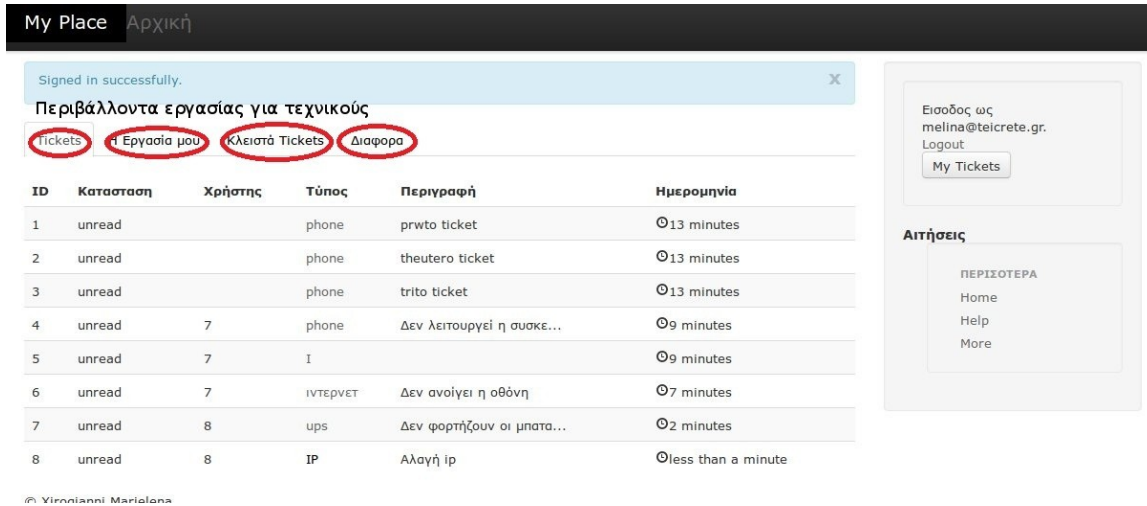 My Place Αρχική
Signed in successfully. x
Περιβάλλοντα εργασίας για τεχνικούς
Tickets Η Εργασία μου Κλειστά Tickets Διαφορα
ID Κατασταση Χρήστης Τύπος Περιγραφή Ημερομηνία
1 unread phone prwto ticket 13 minutes
2 unread phone theutero ticket 13 minutes
3 unread phone trito ticket 13 minutes
4 unread 7 phone Δεν λειτουργεί η συσκε... 9 minutes
5 unread 7 I 9 minutes
6 unread 7 ιντερνετ Δεν ανοίγει η οθόνη 7 minutes
7 unread 8 ups Δεν φορτήζουν οι μπατα... 2 minutes
8 unread 8 IP Αλαγή ip less than a minute
© Xirogianni Marielena
Εισοδος ως
melina@teicrete.gr.
Logout
My Tickets
Αιτήσεις
ΠΕΡΙΣΟΤΕΡΑ
Home
Help
More